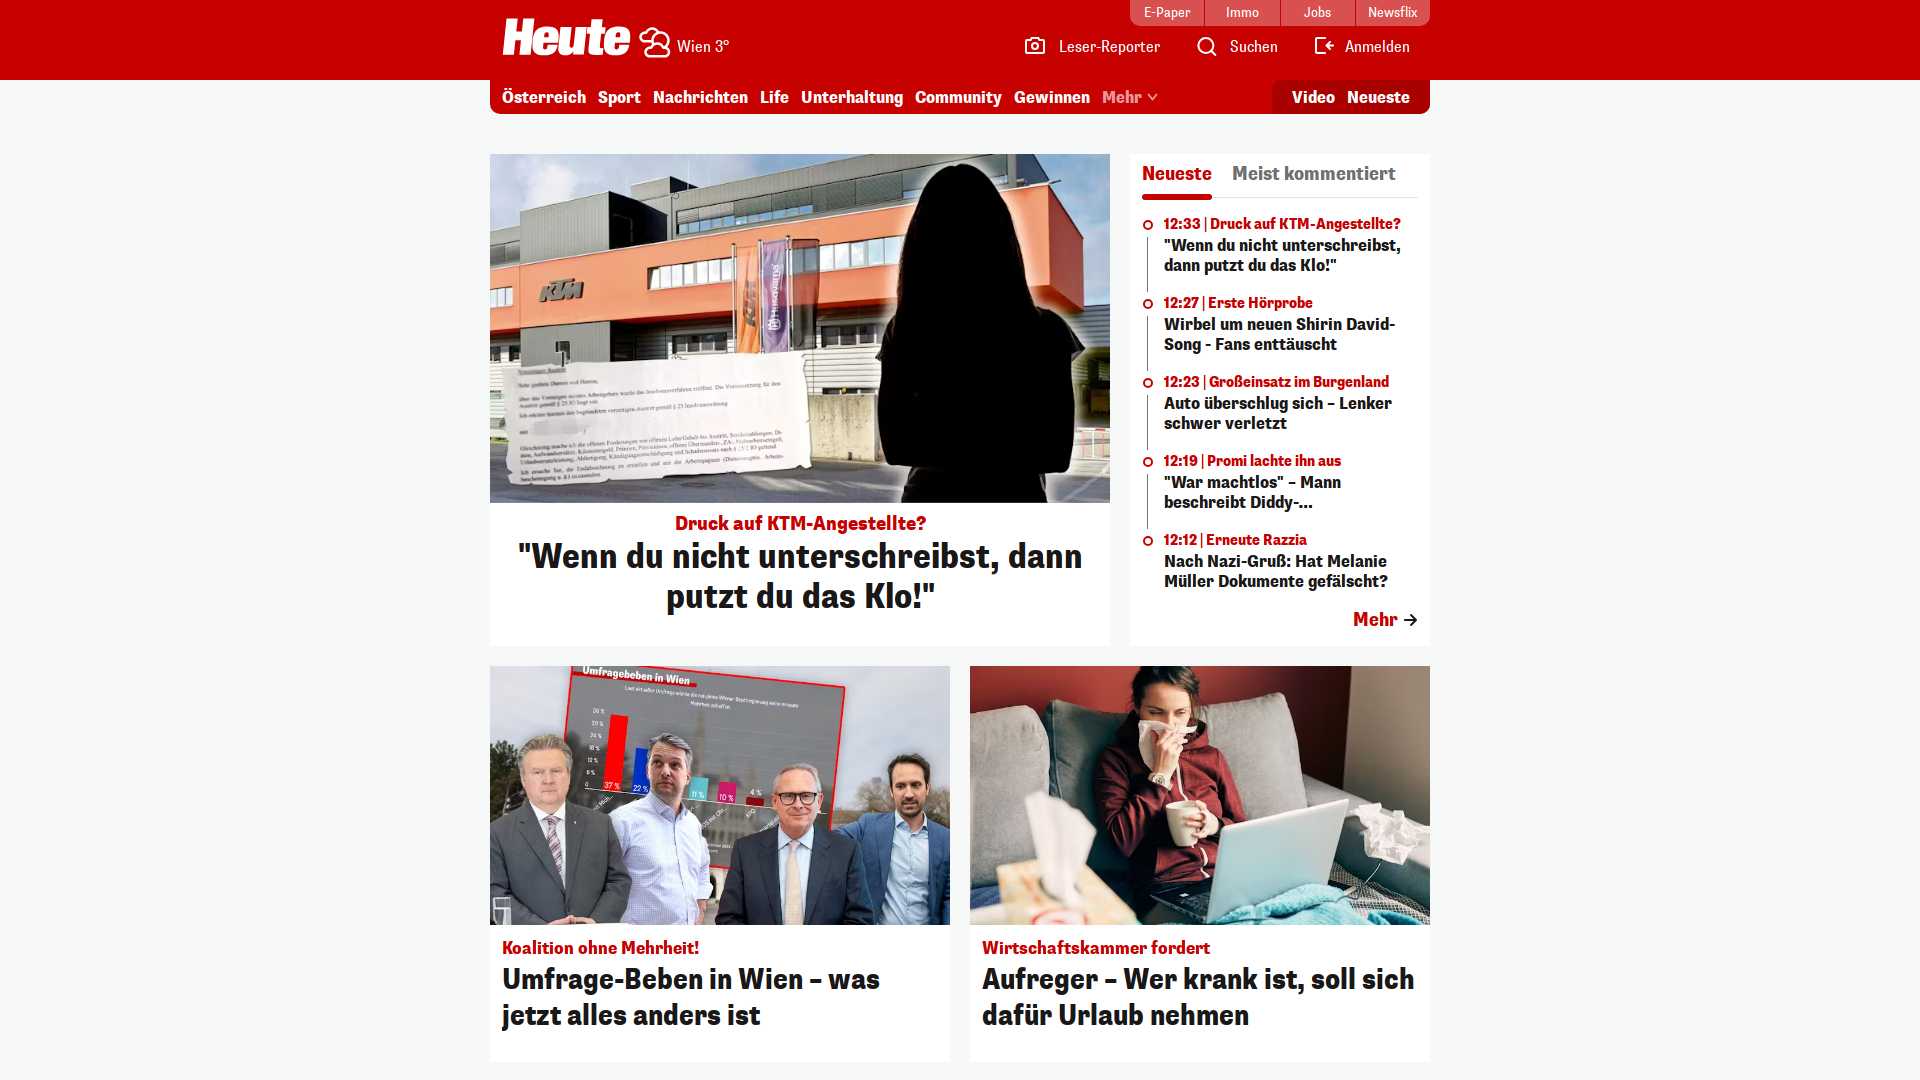 E-Paper
Immo
Jobs
Newsflix
Heute
Wien 3°
Leser-Reporter
Suchen
Anmelden
Österreich
Sport
Nachrichten
Life
Unterhaltung
Community
Gewinnen
Mehr
Video
Neueste
KTM
Druck auf KTM-Angestellte?
"Wenn du nicht unterschreibst, dann
putzt du das Klo!"
Neueste
Meist kommentiert
12:33 | Druck auf KTM-Angestellte?
"Wenn du nicht unterschreibst,
dann putzt du das Klo!"
12:27 | Erste Hörprobe
Wirbel um neuen Shirin David-
Song - Fans enttäuscht
12:23 | Großeinsatz im Burgenland
Auto überschlug sich – Lenker
schwer verletzt
12:19 | Promi lachte ihn aus
"War machtlos" – Mann
beschreibt Diddy-...
12:12 | Erneute Razzia
Nach Nazi-Gruß: Hat Melanie
Müller Dokumente gefälscht?
Mehr
Umfragebeben in Wien
37 %
22 %
11 %
10 %
4 %
Koalition ohne Mehrheit!
Umfrage-Beben in Wien – was
jetzt alles anders ist
Wirtschaftskammer fordert
Aufreger – Wer krank ist, soll sich
dafür Urlaub nehmen